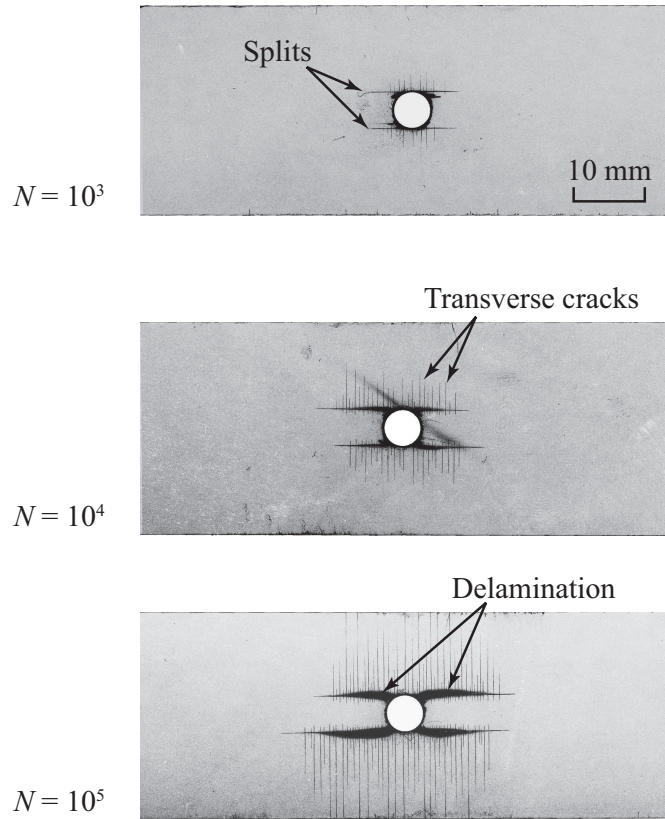 Splits
10 mm
N = 10³
Transverse cracks
N = 10⁴
Delamination
N = 10⁵